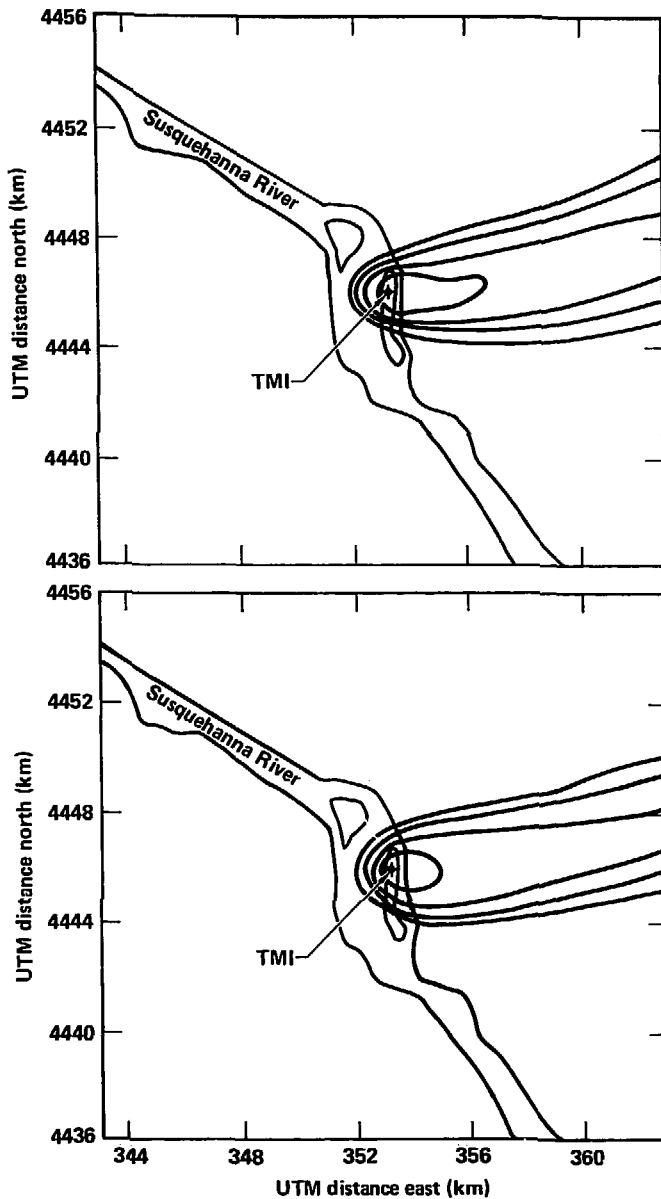 4456
4452
4448
4444
4440
4436
UTM distance north (km)
Susquehanna River
TMI
4456
4452
4448
4444
4440
4436
UTM distance north (km)
Susquehanna River
TMI
344 348 352 356 360
UTM distance east (km)